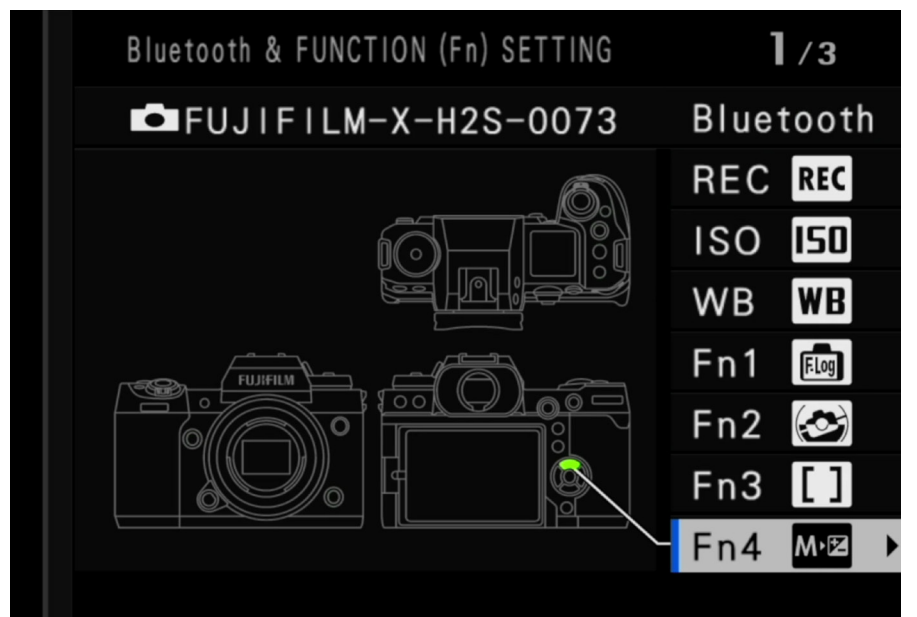 Bluetooth & FUNCTION (Fn) SETTING 1/3
FUJIFILM-X-H2S-0073 Bluetooth
REC REC
ISO ISO
WB WB
Fn1 F.Log
Fn2
Fn3 [ ]
Fn4 M
FUJIFILM